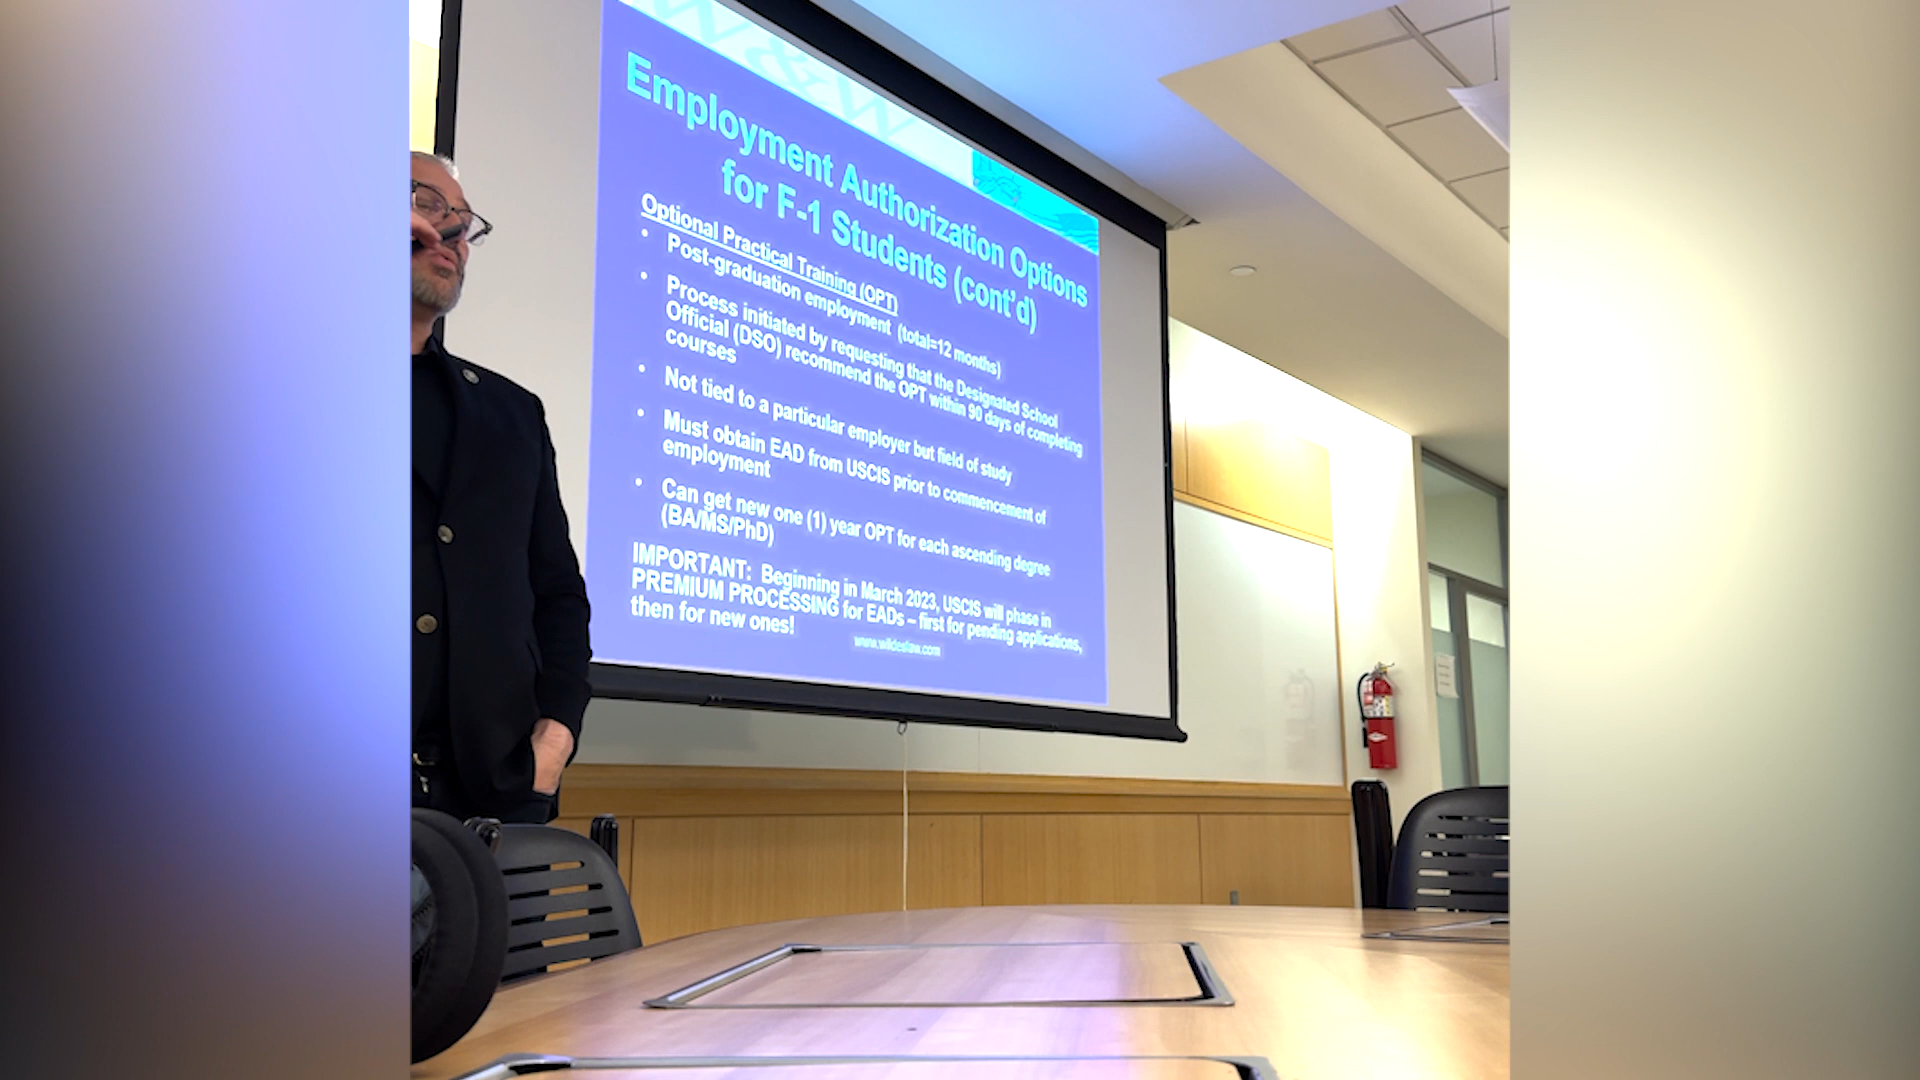 W&W
Employment Authorization Options
for F-1 Students (cont'd)
Optional Practical Training (OPT)
• Post-graduation employment (total=12 months)
• Process initiated by requesting that the Designated School
Official (DSO) recommend the OPT within 90 days of completing
courses
• Not tied to a particular employer but field of study
• Must obtain EAD from USCIS prior to commencement of
employment
• Can get new one (1) year OPT for each ascending degree
(BA/MS/PhD)
IMPORTANT: Beginning in March 2023, USCIS will phase in
PREMIUM PROCESSING for EADs – first for pending applications,
then for new ones!
www.wildeslaw.com